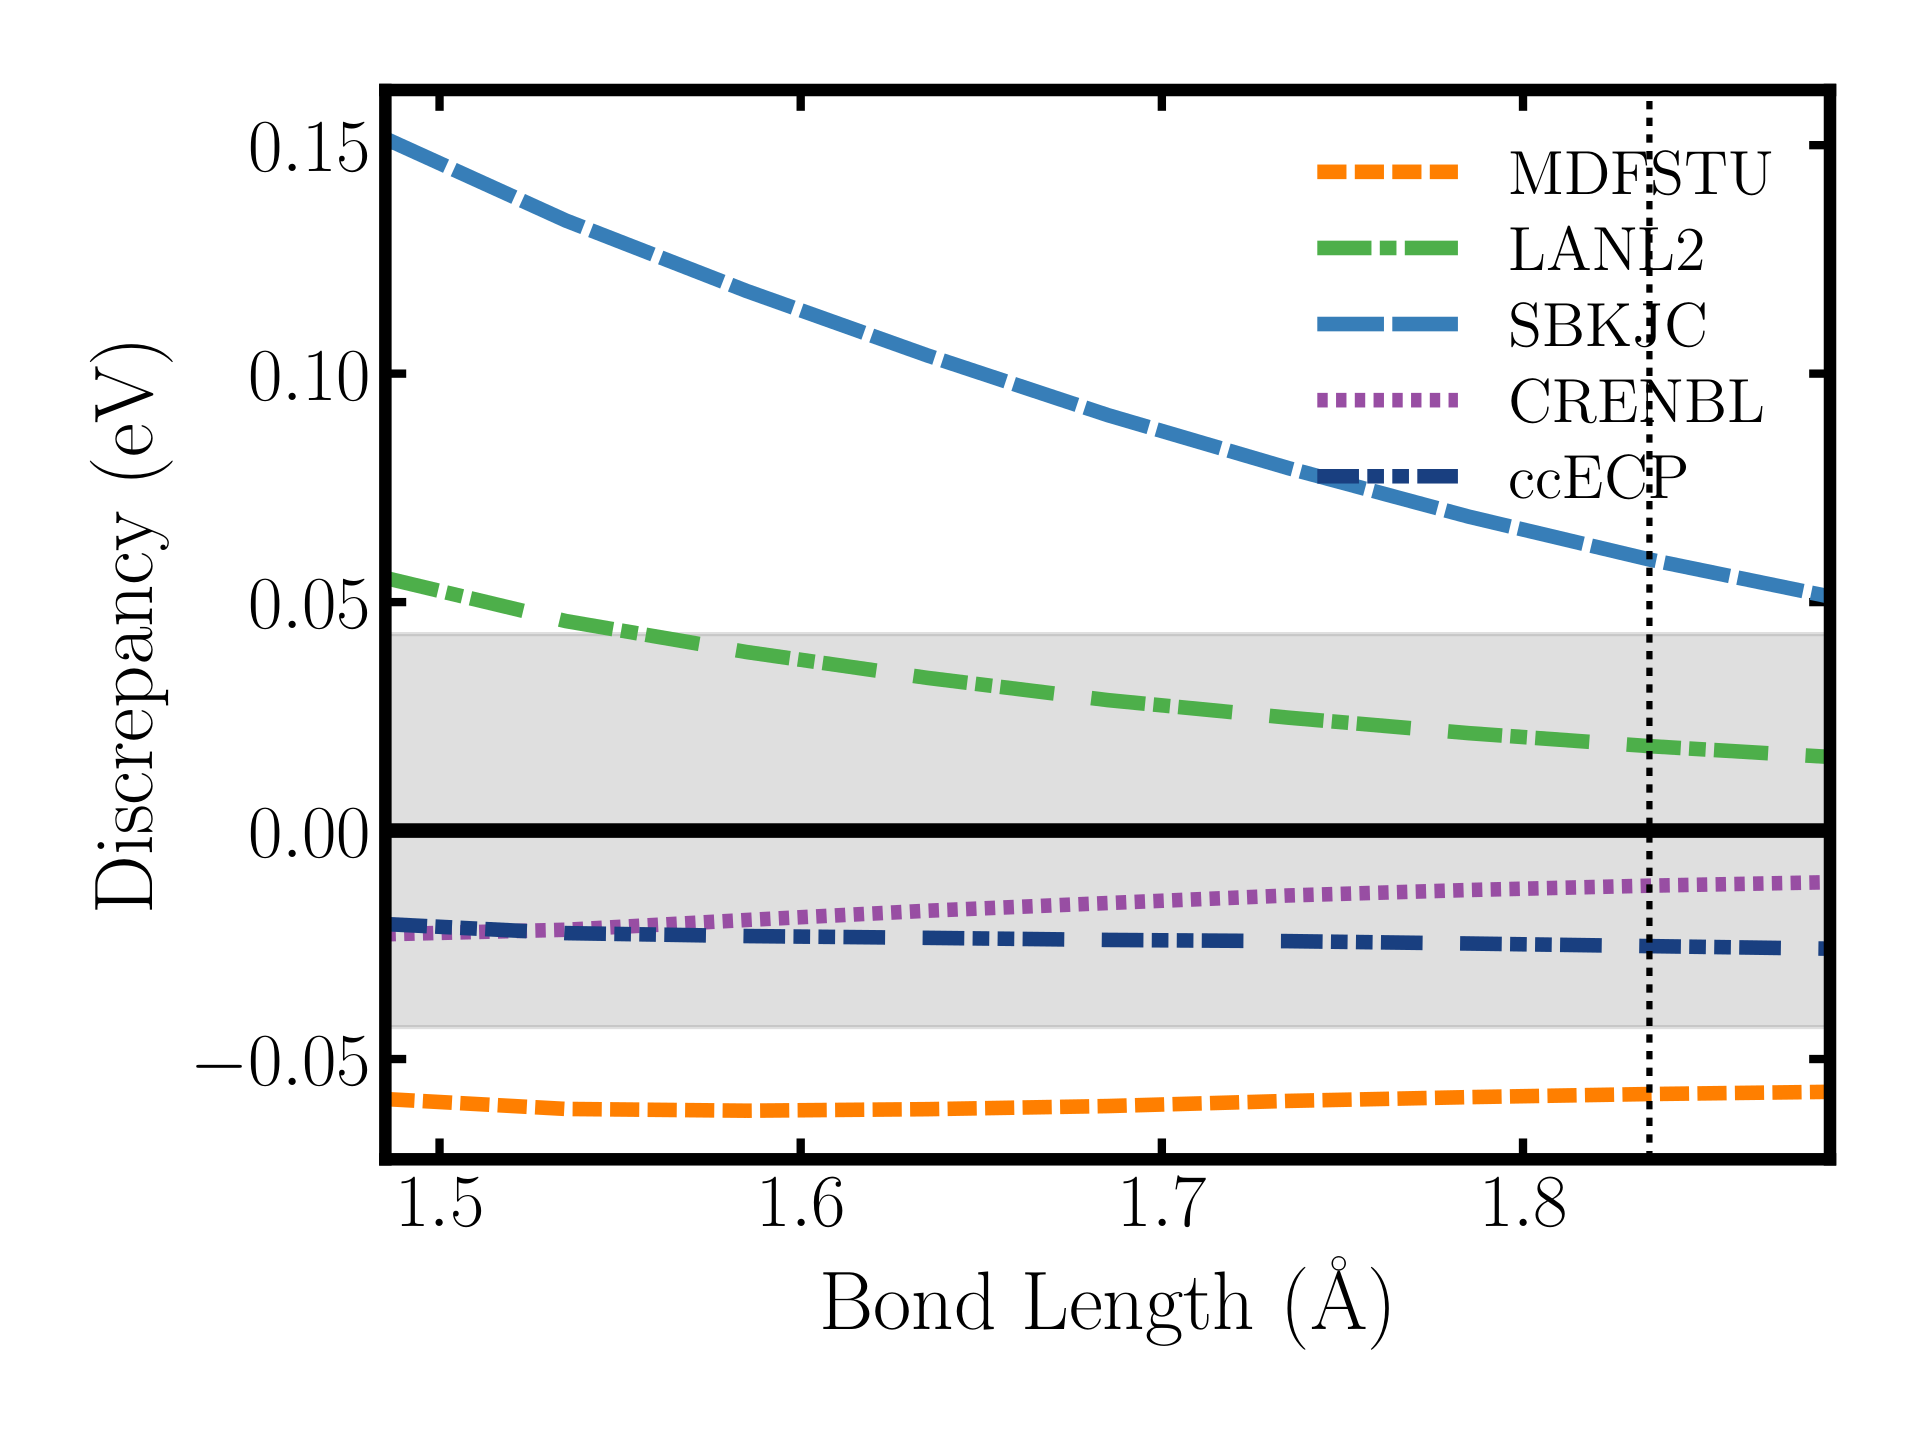 0.15
0.10
0.05
0.00
−0.05
Discrepancy (eV)
MDFSTU
LANL2
SBKJC
CRENBL
ccECP
1.5 1.6 1.7 1.8
Bond Length (Å)